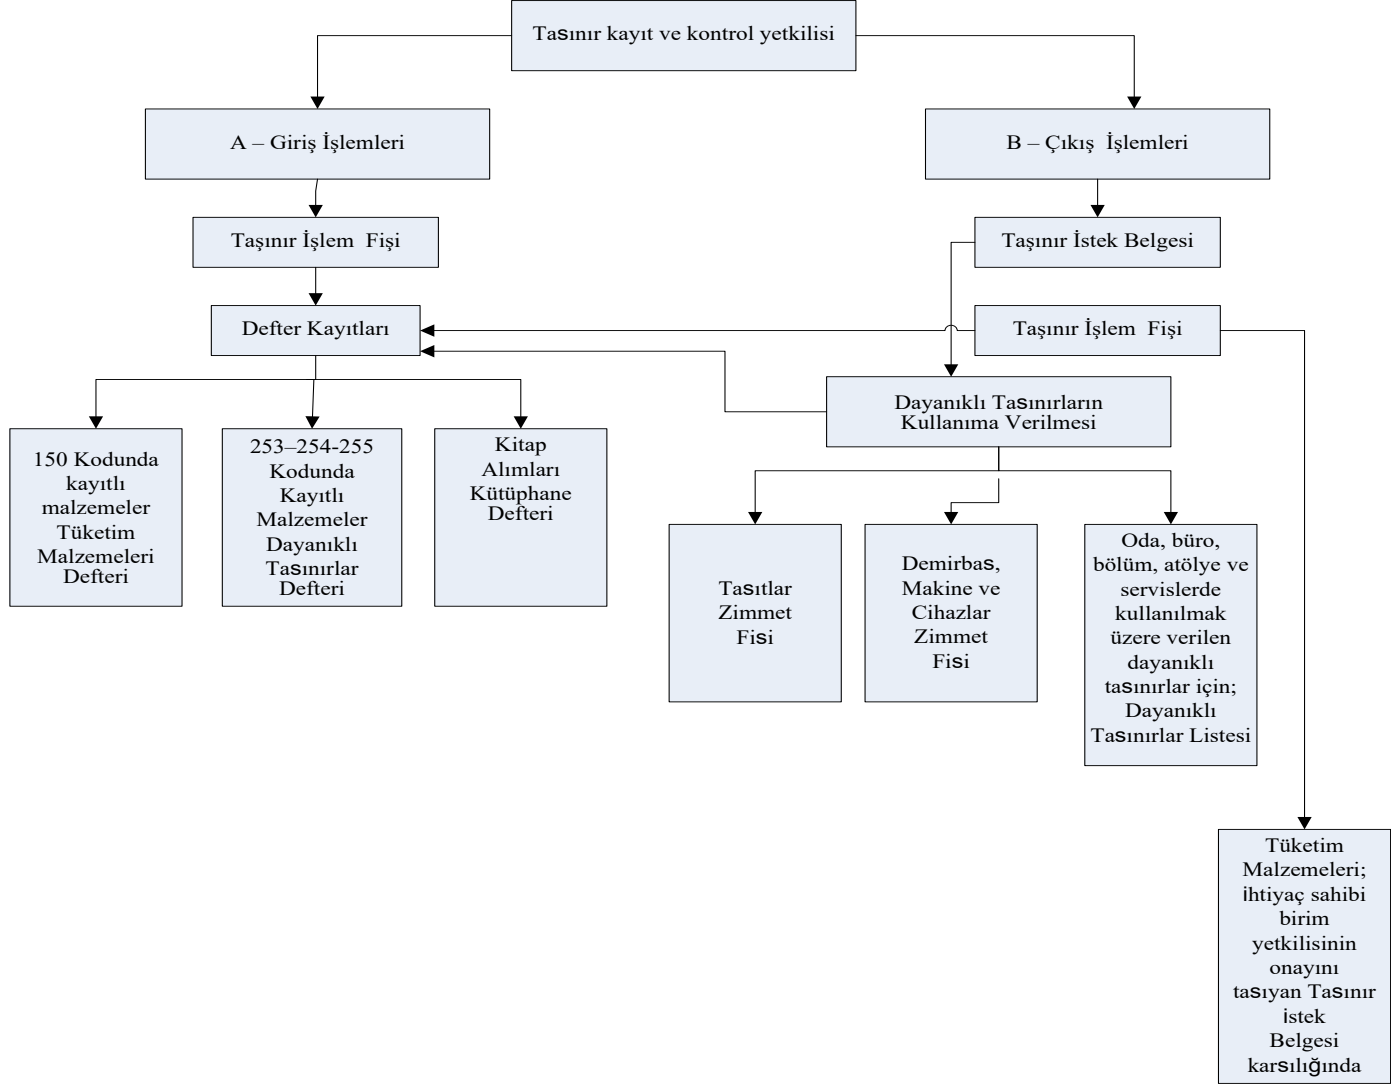 Tasınır kayıt ve kontrol yetkilisi
A – Giriş İşlemleri
B – Çıkış İşlemleri
Taşınır İşlem Fişi
Taşınır İstek Belgesi
Defter Kayıtları
Taşınır İşlem Fişi
Dayanıklı Tasınırların
Kullanıma Verilmesi
150 Kodunda
kayıtlı
malzemeler
Tüketim
Malzemeleri
Defteri
253–254-255
Kodunda
Kayıtlı
Malzemeler
Dayanıklı
Tasınırlar
Defteri
Kitap
Alımları
Kütüphane
Defteri
Tasıtlar
Zimmet
Fisi
Demirbas,
Makine ve
Cihazlar
Zimmet
Fisi
Oda, büro,
bölüm, atölye ve
servislerde
kullanılmak
üzere verilen
dayanıklı
tasınırlar için;
Dayanıklı
Tasınırlar Listesi
Tüketim
Malzemeleri;
ihtiyaç sahibi
birim
yetkilisinin
onayını
tasıyan Tasınır
istek
Belgesi
karsılığında